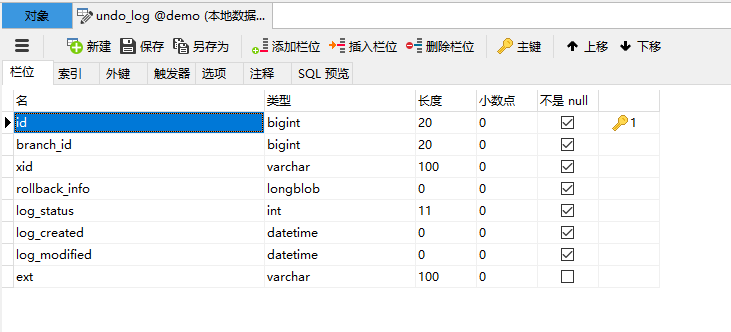 对象 undo_log @demo (本地数据...
新建 保存 另存为 添加栏位 插入栏位 删除栏位 主键 上移 下移
栏位 索引 外键 触发器 选项 注释 SQL 预览
名 类型 长度 小数点 不是 null
id bigint 20 0 1
branch_id bigint 20 0
xid varchar 100 0
rollback_info longblob 0 0
log_status int 11 0
log_created datetime 0 0
log_modified datetime 0 0
ext varchar 100 0